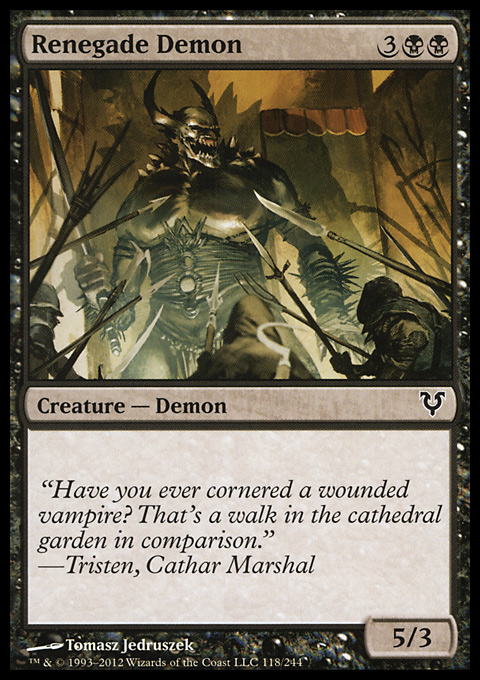 Renegade Demon 3
Creature — Demon
“Have you ever cornered a wounded
vampire? That’s a walk in the cathedral
garden in comparison.”
—Tristen, Cathar Marshal
5/3
Tomasz Jedruszek
™ & © 1993–2012 Wizards of the Coast LLC 118/244